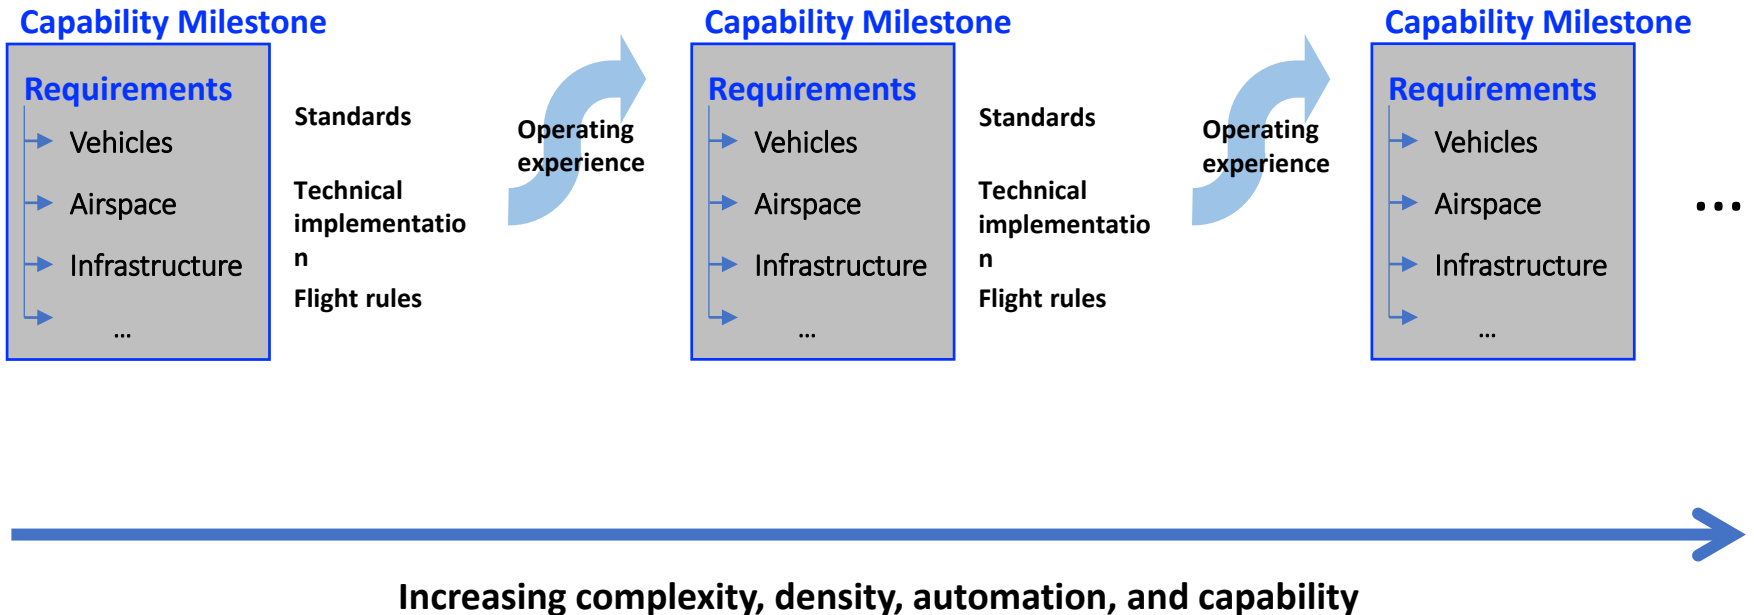 Capability Milestone
Requirements
Vehicles
Airspace
Infrastructure
...
Standards
Technical
implementatio
n
Flight rules
Operating
experience
Capability Milestone
Requirements
Vehicles
Airspace
Infrastructure
...
Standards
Technical
implementatio
n
Flight rules
Operating
experience
Capability Milestone
Requirements
Vehicles
Airspace
Infrastructure
...
...
Increasing complexity, density, automation, and capability